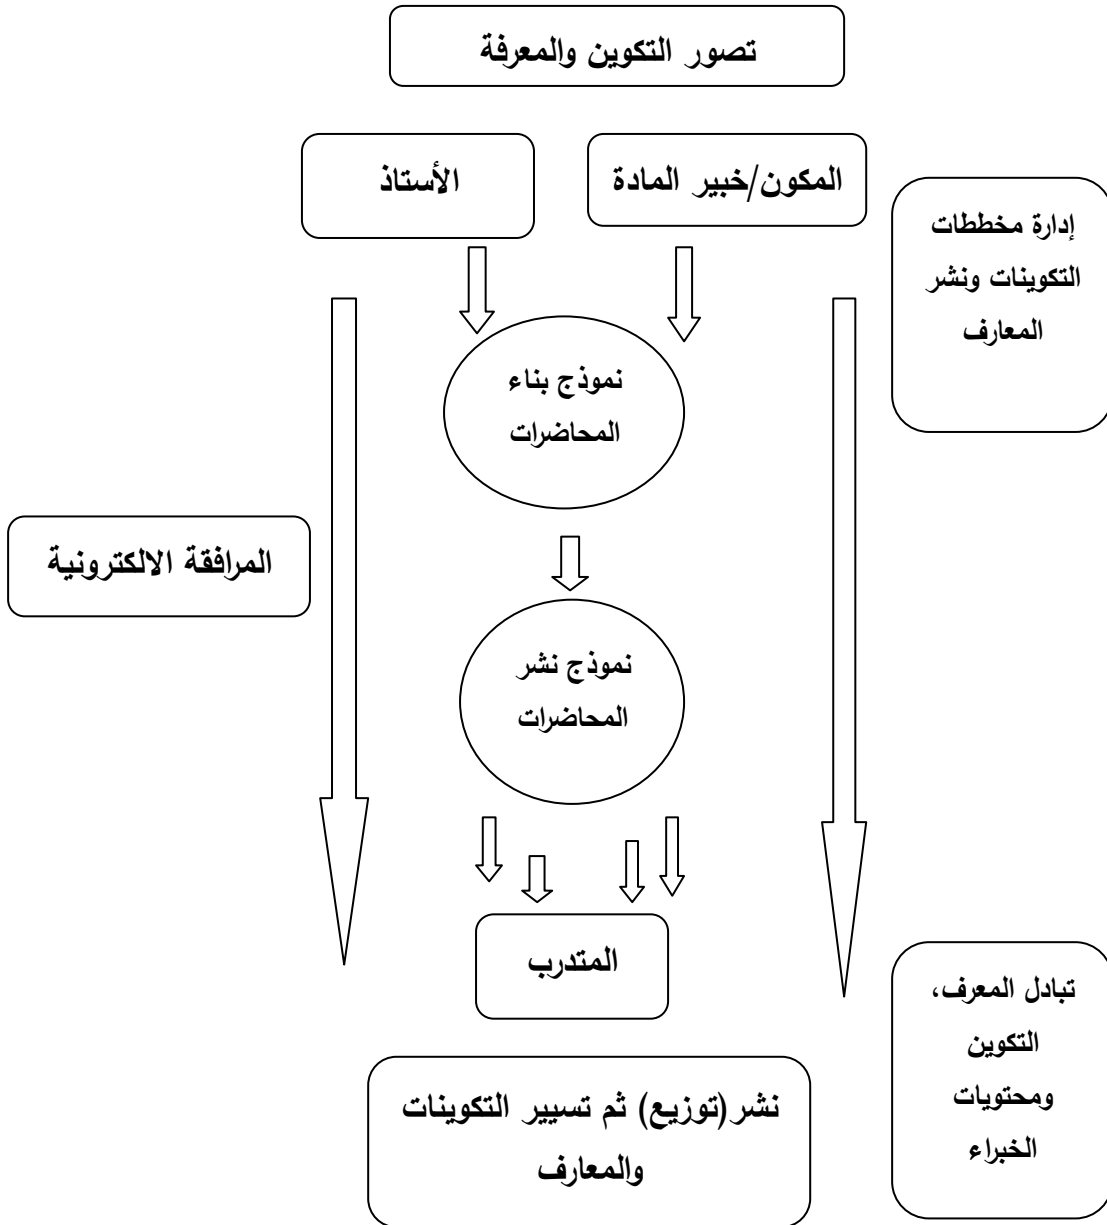 تصور التكوين والمعرفة
المكون/خبير المادة
الأستاذ
إدارة مخططات
التكوينات ونشر
المعارف
نموذج بناء
المحاضرات
المرافقة الالكترونية
نموذج نشر
المحاضرات
المتدرب
تبادل المعرف،
التكوين
ومحتويات
الخبراء
نشر(توزيع) ثم تسيير التكوينات
والمعارف